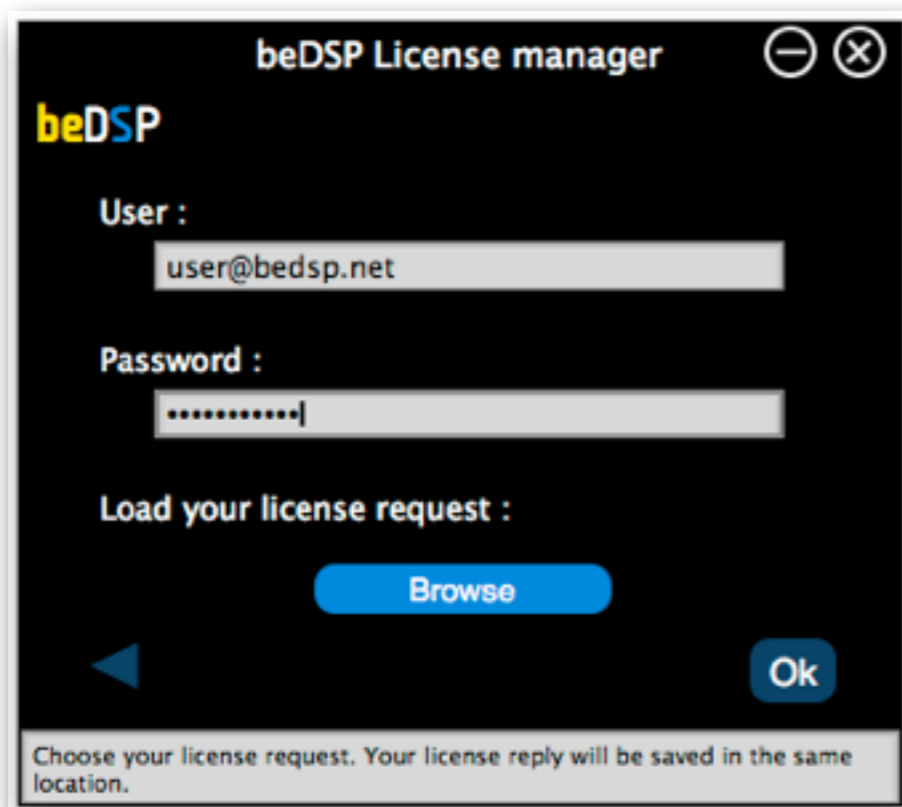 beDSP License manager
beDSP
User :
user@bedsp.net
Password :
•••••••••••
Load your license request :
Browse
Ok
Choose your license request. Your license reply will be saved in the same
location.